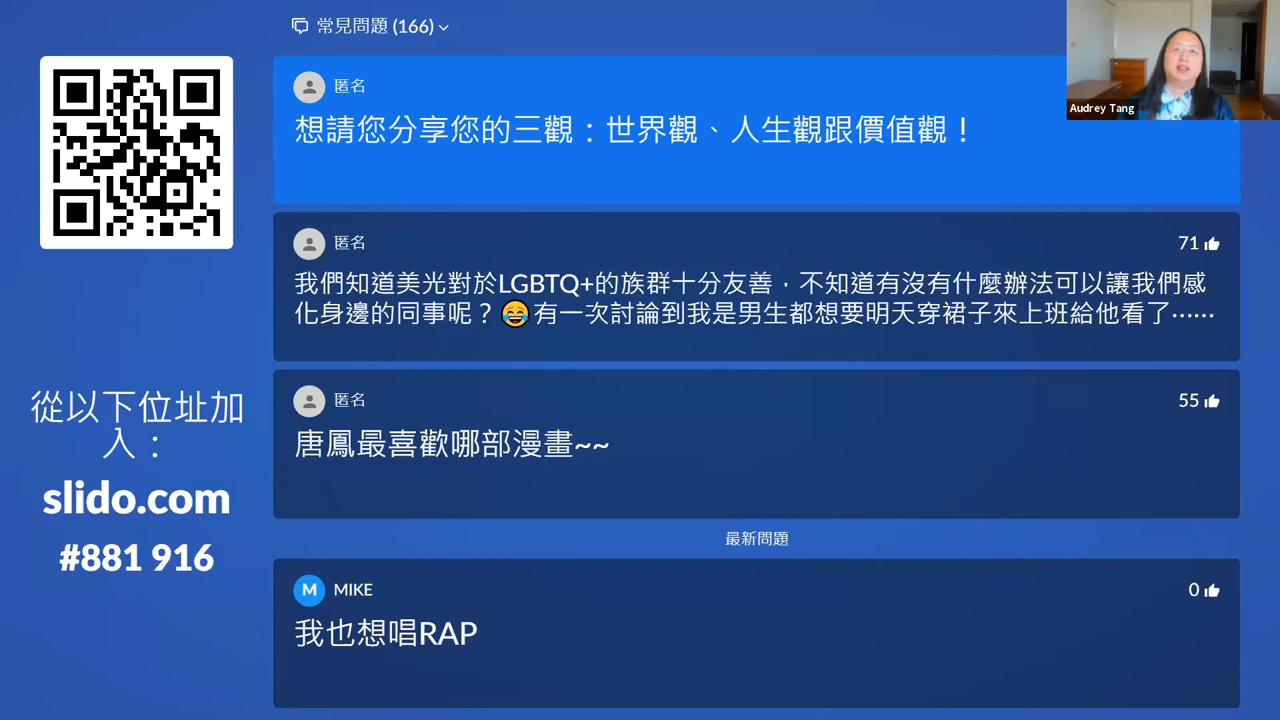 常見問題 (166)
匿名
想請您分享您的三觀：世界觀、人生觀跟價值觀！
Audrey Tang
匿名
71
我們知道美光對於LGBTQ+的族群十分友善，不知道有沒有什麼辦法可以讓我們感
化身邊的同事呢？😂有一次討論到我是男生都想要明天穿裙子來上班給他看了⋯⋯
匿名
55
唐鳳最喜歡哪部漫畫~~
從以下位址加
入：
slido.com
#881 916
最新問題
M
MIKE
0
我也想唱RAP